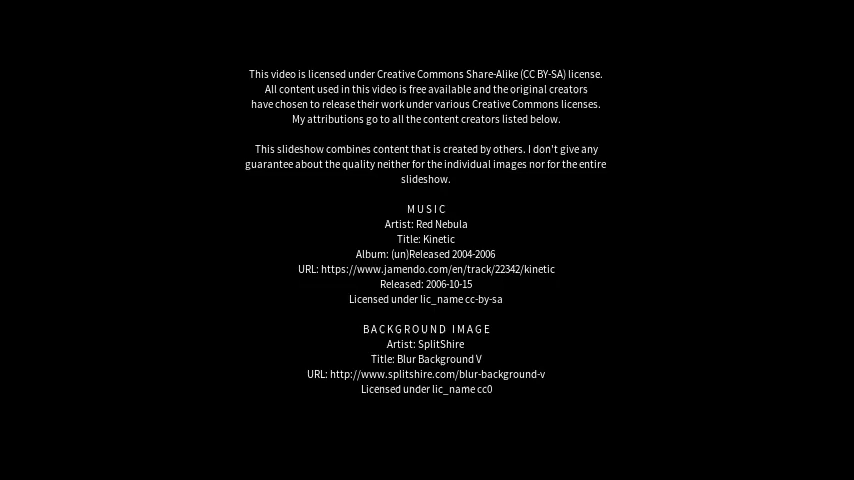 This video is licensed under Creative Commons Share-Alike (CC BY-SA) license.
All content used in this video is free available and the original creators
have chosen to release their work under various Creative Commons licenses.
My attributions go to all the content creators listed below.
This slideshow combines content that is created by others. I don't give any
guarantee about the quality neither for the individual images nor for the entire
slideshow.
M U S I C
Artist: Red Nebula
Title: Kinetic
Album: (un)Released 2004-2006
URL: https://www.jamendo.com/en/track/22342/kinetic
Released: 2006-10-15
Licensed under lic_name cc-by-sa
B A C K G R O U N D   I M A G E
Artist: SplitShire
Title: Blur Background V
URL: http://www.splitshire.com/blur-background-v
Licensed under lic_name cc0